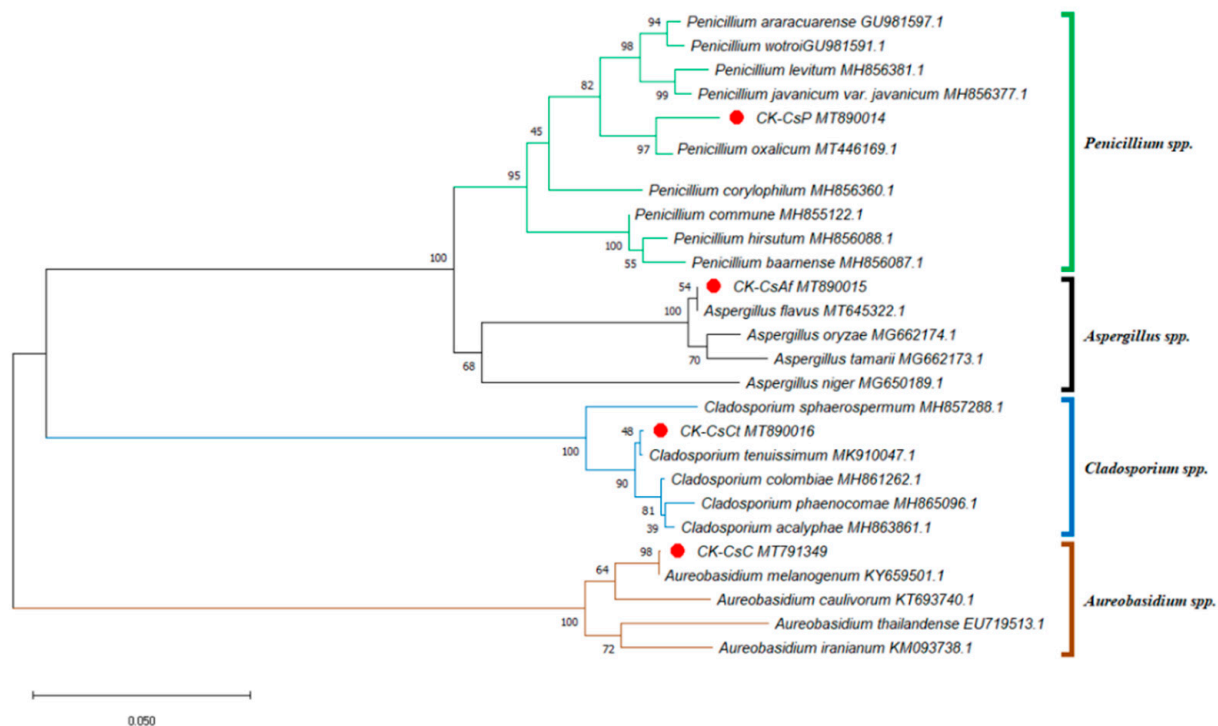 94
Penicillium araracuarense GU981597.1
98
Penicillium wotroiGU981591.1
Penicillium levitum MH856381.1
82
99
Penicillium javanicum var. javanicum MH856377.1
CK-CsP MT890014
45
97
Penicillium oxalicum MT446169.1
Penicillium spp.
95
Penicillium corylophilum MH856360.1
Penicillium commune MH855122.1
100
Penicillium hirsutum MH856088.1
100
55
Penicillium baarnense MH856087.1
54
CK-CsAf MT890015
100
Aspergillus flavus MT645322.1
Aspergillus oryzae MG662174.1
Aspergillus spp.
70
Aspergillus tamarii MG662173.1
68
Aspergillus niger MG650189.1
Cladosporium sphaerospermum MH857288.1
48
CK-CsCt MT890016
100
Cladosporium tenuissimum MK910047.1
90
Cladosporium colombiae MH861262.1
Cladosporium spp.
81
Cladosporium phaenocomae MH865096.1
39
Cladosporium acalyphae MH863861.1
98
CK-CsC MT791349
64
Aureobasidium melanogenum KY659501.1
Aureobasidium caulivorum KT693740.1
Aureobasidium spp.
100
Aureobasidium thailandense EU719513.1
72
Aureobasidium iranianum KM093738.1
0.050